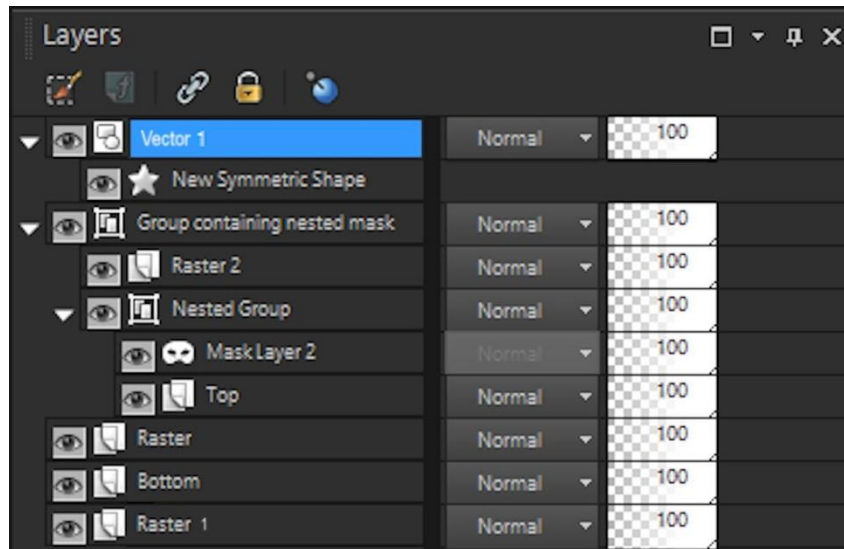 Layers
Vector 1 Normal 100
New Symmetric Shape
Group containing nested mask Normal 100
Raster 2 Normal 100
Nested Group Normal 100
Mask Layer 2 Normal 100
Top Normal 100
Raster Normal 100
Bottom Normal 100
Raster 1 Normal 100